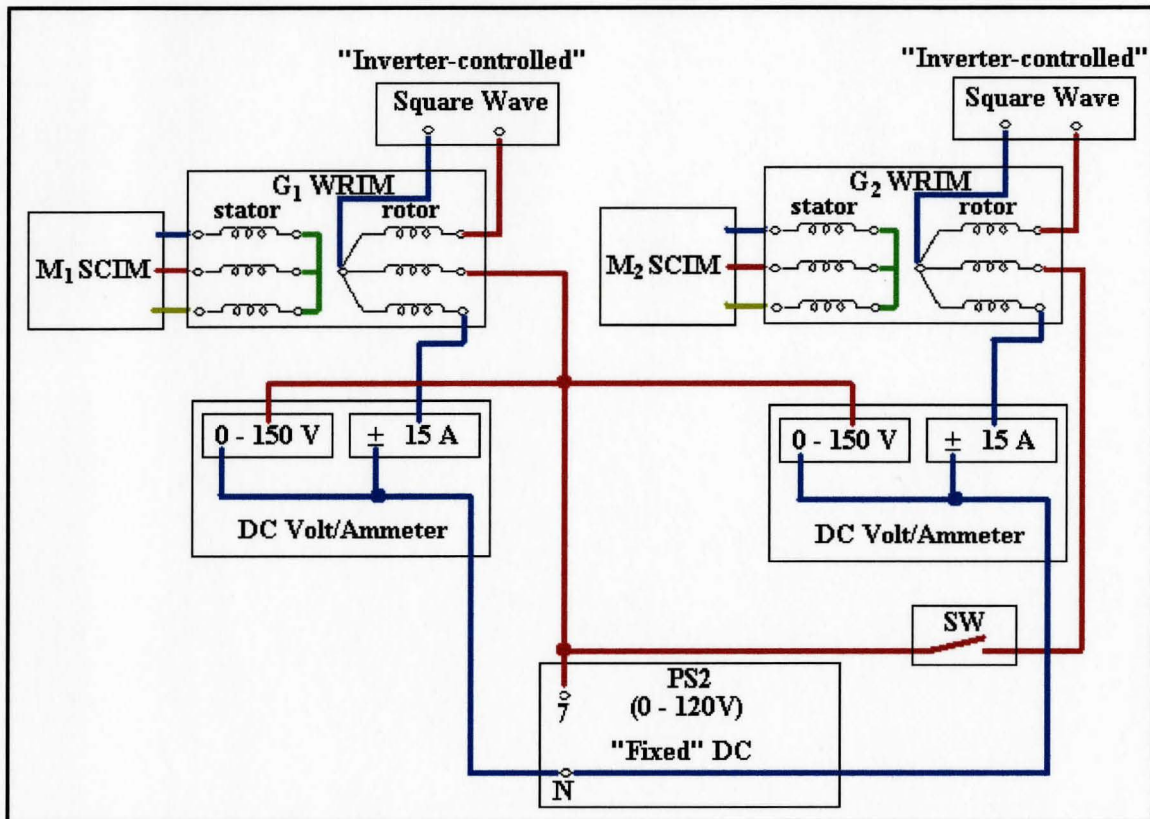 "Inverter-controlled"
Square Wave
G1 WRIM
stator
rotor
M1 SCIM
0 - 150 V
± 15 A
DC Volt/Ammeter
"Inverter-controlled"
Square Wave
G2 WRIM
stator
rotor
M2 SCIM
0 - 150 V
± 15 A
DC Volt/Ammeter
SW
PS2
7
(0 - 120V)
"Fixed" DC
N